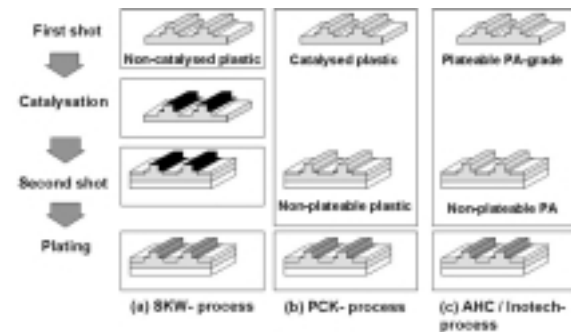 First shot
Non-catalysed plastic
Catalysed plastic
Plateable PA-grade
Catalysation
Second shot
Non-plateable plastic
Non-plateable PA
Plating
(a) SKW- process
(b) PCK- process
(c) AHC / Inotech-
process